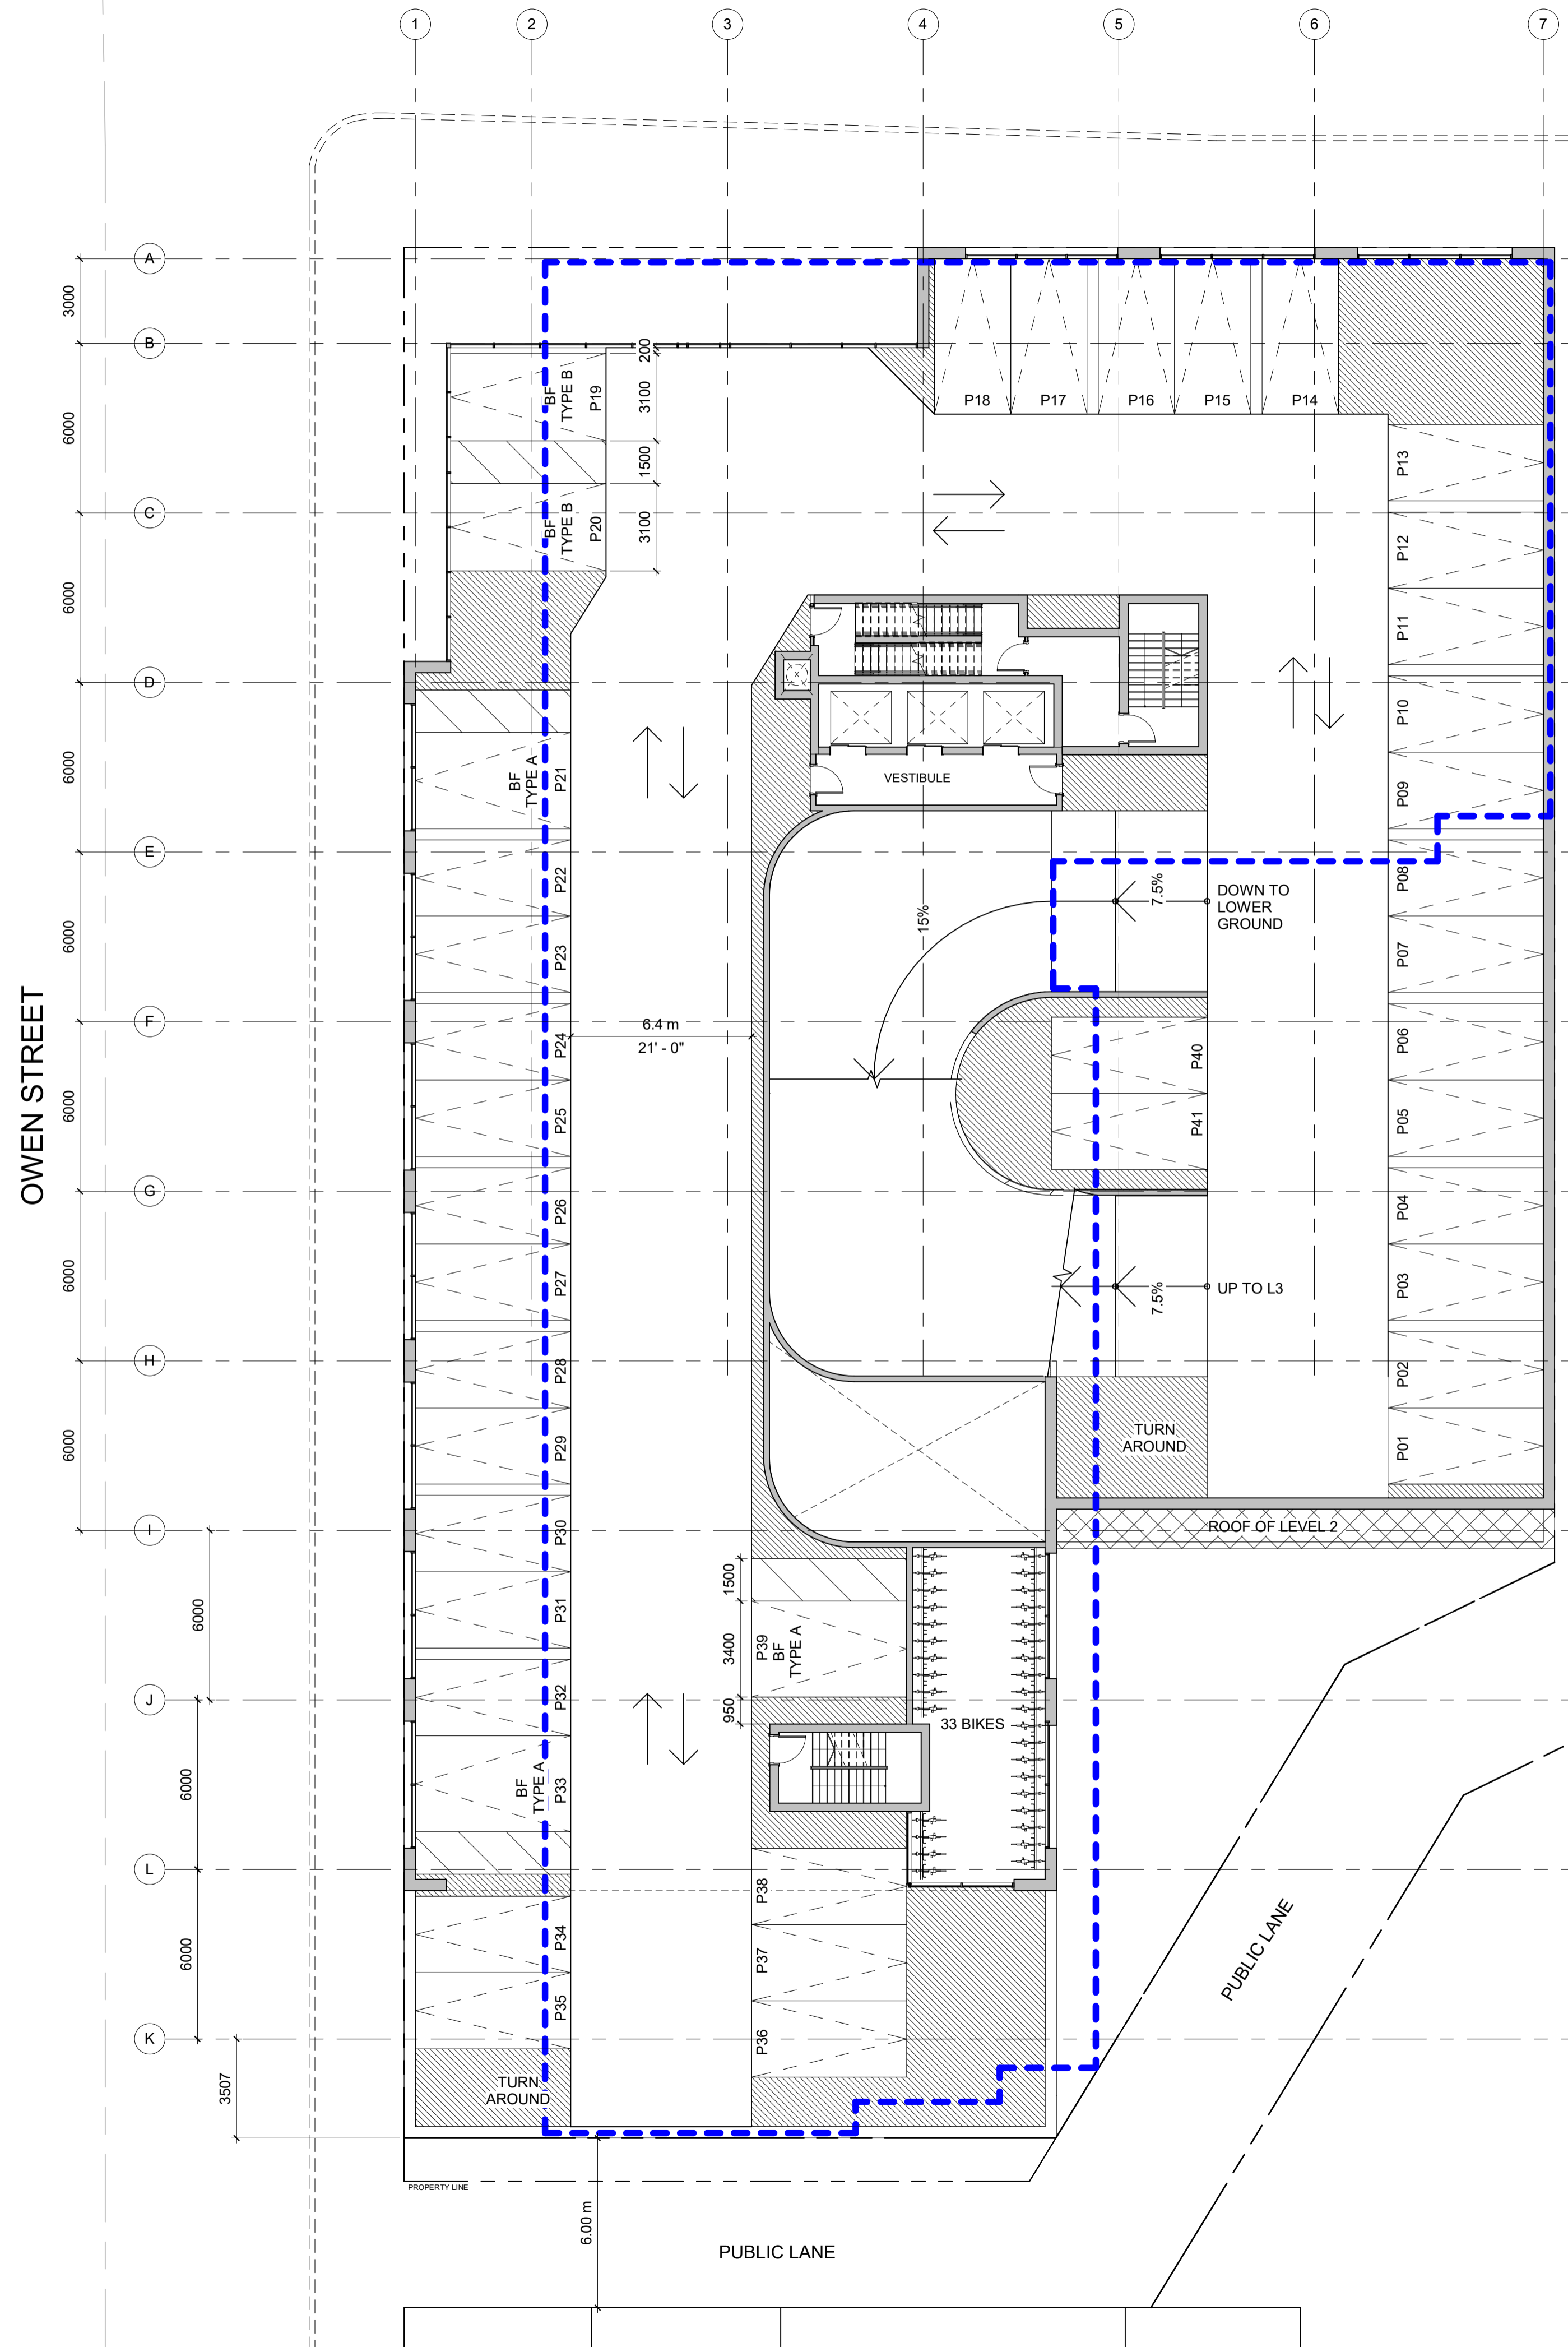 1
2
3
4
5
6
7
A
3000
B
200
BF
TYPE B
P19
3100
6000
P18
P17
P16
P15
P14
1500
P13
BF
TYPE B
P20
3100
C
P12
6000
P11
D
P10
VESTIBULE
BF
TYPE A
P21
6000
P09
E
P22
P08
7.5%
DOWN TO
LOWER
GROUND
15%
6000
P23
P07
OWEN STREET
F
P24
6.4 m
21' - 0"
P40
P06
6000
P25
P41
P05
G
P26
P04
6000
P27
7.5%
UP TO L3
P03
H
P28
P02
6000
P29
TURN
AROUND
P01
I
P30
ROOF OF LEVEL 2
1500
6000
P31
3400
P39
BF
TYPE A
J
P32
950
33 BIKES
6000
BF
TYPE A
P33
L
P38
6000
P34
P37
P35
P36
PUBLIC LANE
K
3507
TURN
AROUND
PROPERTY LINE
6.00 m
PUBLIC LANE